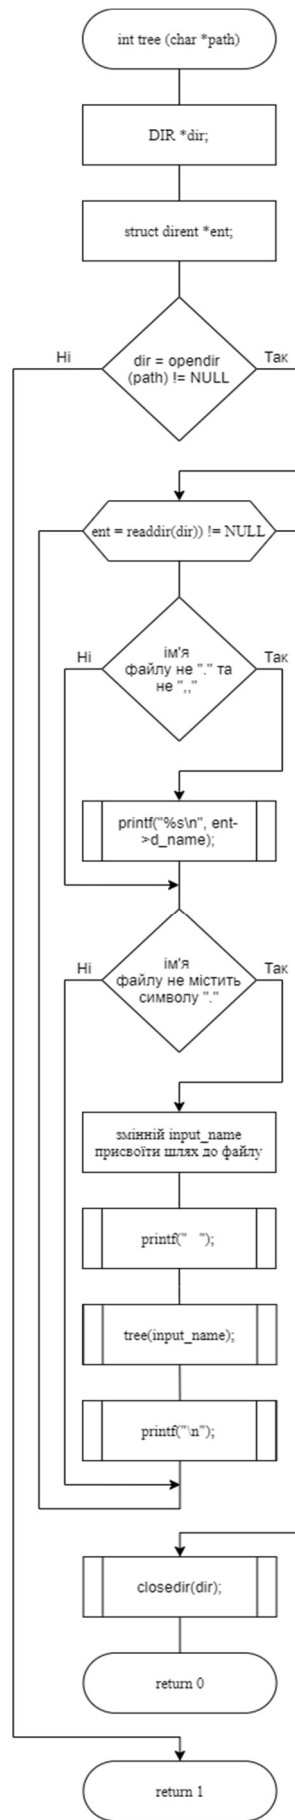 int tree (char *path)
DIR *dir;
struct dirent *ent;
Ні
dir = opendir
(path) != NULL
Так
ent = readdir(dir)) != NULL
Ні
ім'я
файлу не "." та
не ",,"
Так
printf("%s\n", ent-
>d_name);
Ні
ім'я
файлу не містить
символу "."
Так
змінній input_name
присвоїти шлях до файлу
printf("   ");
tree(input_name);
printf("\n");
closedir(dir);
return 0
return 1